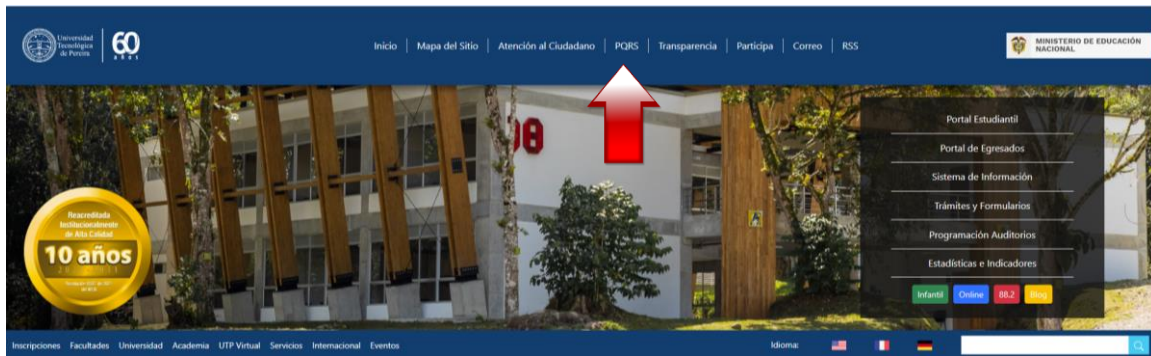 Universidad
Tecnológica
de Pereira
60
AÑOS
Inicio | Mapa del Sitio | Atención al Ciudadano | PQRS | Transparencia | Participa | Correo | RSS
MINISTERIO DE EDUCACIÓN
NACIONAL
Portal Estudiantil
Portal de Egresados
Sistema de Información
Trámites y Formularios
Programación Auditorios
Estadísticas e Indicadores
Infantil Online 88.2 Blog
Reacreditada
Institucionalmente
de Alta Calidad
10 años
Inscripciones Facultades Universidad Academia UTP Virtual Servicios Internacional Eventos
Idioma: